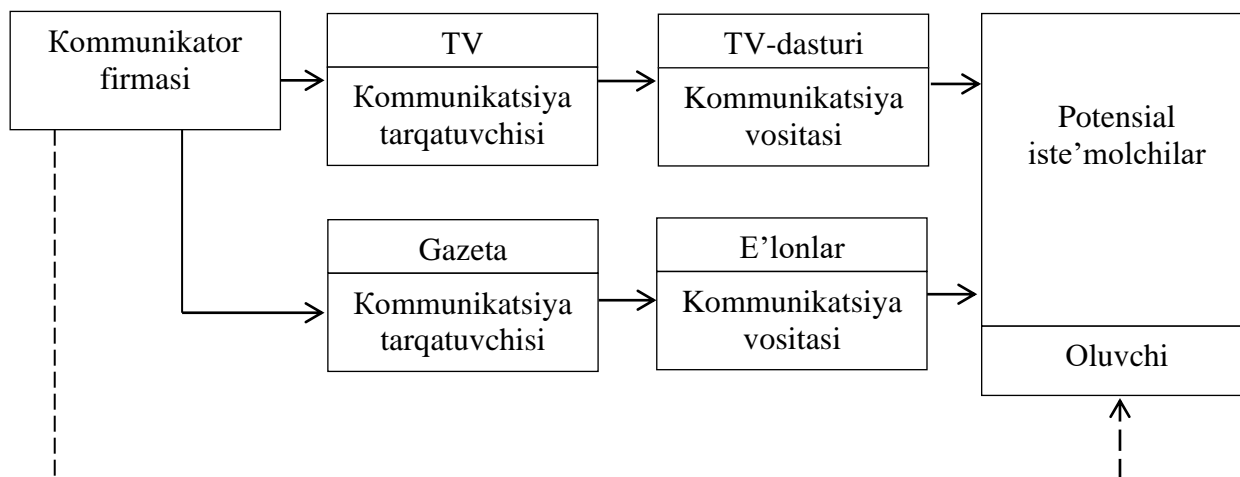 Kommunikator
firmasi
TV
Kommunikatsiya
tarqatuvchisi
TV-dasturi
Kommunikatsiya
vositasi
Gazeta
Kommunikatsiya
tarqatuvchisi
E’lonlar
Kommunikatsiya
vositasi
Potensial
iste’molchilar
Oluvchi